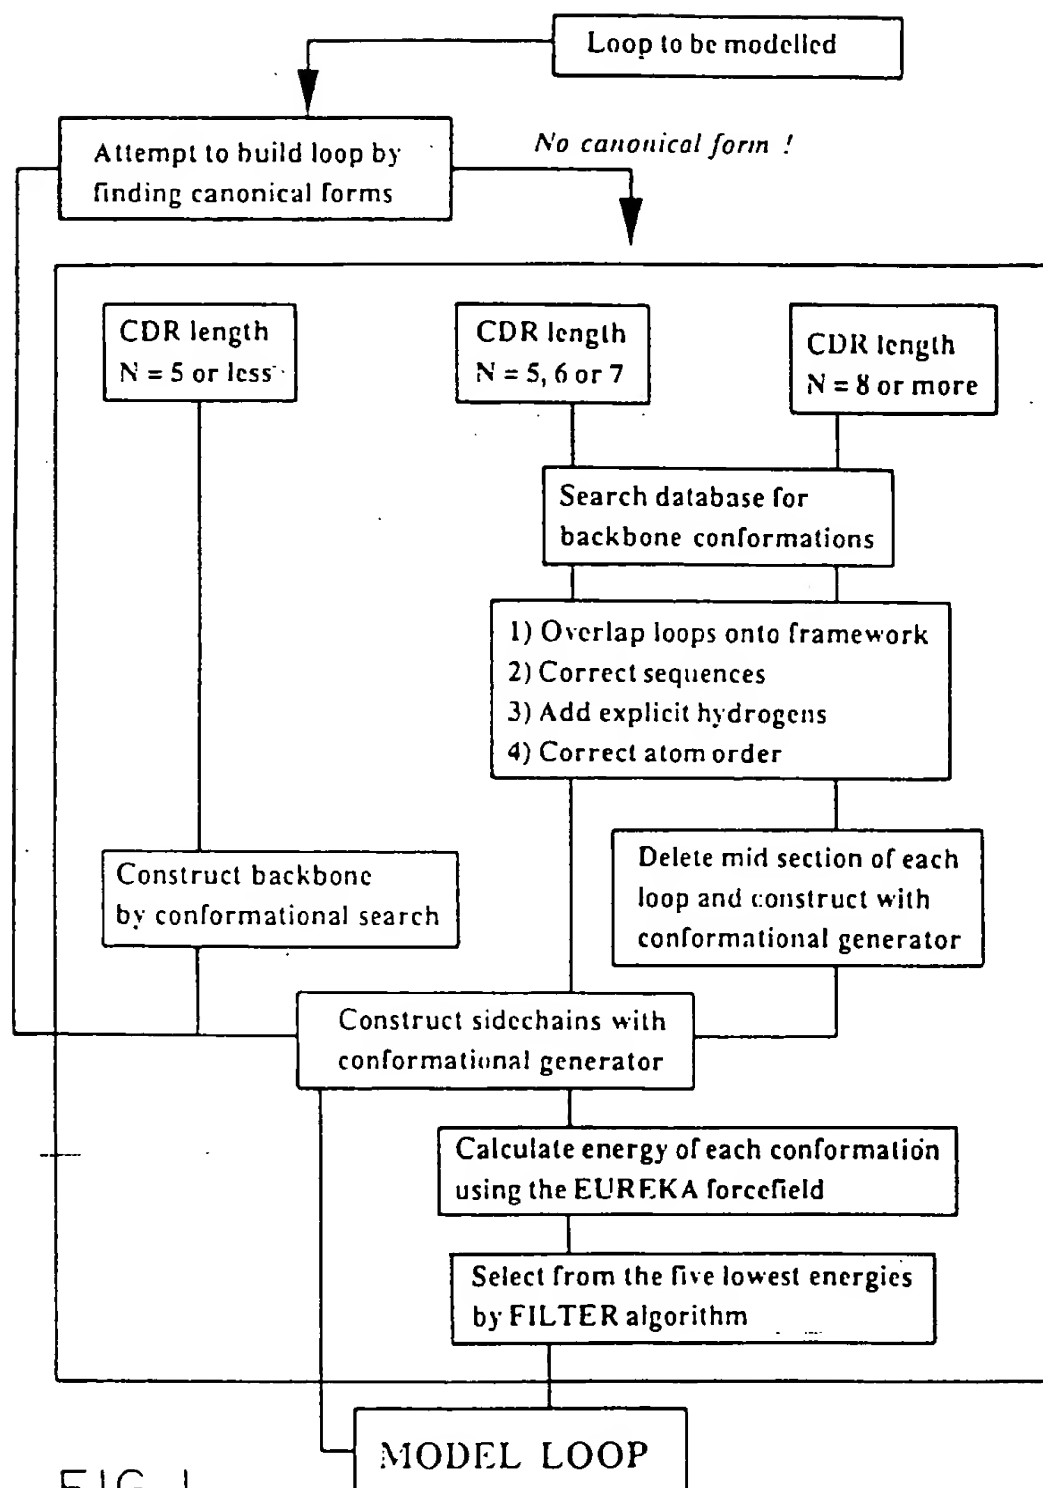 Loop to be modelled
Attempt to build loop by
finding canonical forms
No canonical form !
CDR length
N = 5 or less
CDR length
N = 5, 6 or 7
CDR length
N = 8 or more
Search database for
backbone conformations
1) Overlap loops onto framework
2) Correct sequences
3) Add explicit hydrogens
4) Correct atom order
Construct backbone
by conformational search
Delete mid section of each
loop and construct with
conformational generator
Construct sidechains with
conformational generator
Calculate energy of each conformation
using the EUREKA forcefield
Select from the five lowest energies
by FILTER algorithm
MODEL LOOP
FIG. 1